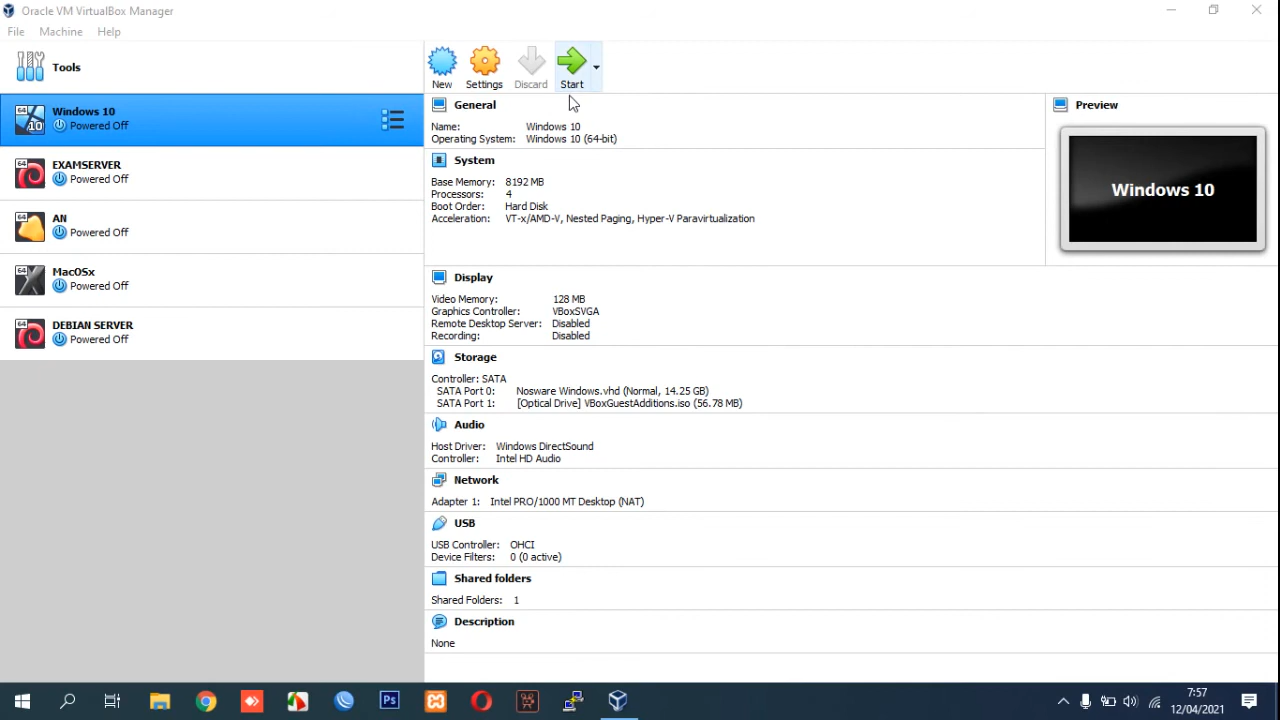 Oracle VM VirtualBox Manager
File Machine Help
Tools
New Settings Discard Start
64 10 Windows 10
Powered Off
64 EXAMSERVER
Powered Off
64 AN
Powered Off
64 MacOSx
Powered Off
64 DEBIAN SERVER
Powered Off
General
Name: Windows 10
Operating System: Windows 10 (64-bit)
System
Base Memory: 8192 MB
Processors: 4
Boot Order: Hard Disk
Acceleration: VT-x/AMD-V, Nested Paging, Hyper-V Paravirtualization
Preview
Windows 10
Display
Video Memory: 128 MB
Graphics Controller: VBoxSVGA
Remote Desktop Server: Disabled
Recording: Disabled
Storage
Controller: SATA
SATA Port 0: Nosware Windows.vhd (Normal, 14.25 GB)
SATA Port 1: [Optical Drive] VBoxGuestAdditions.iso (56.78 MB)
Audio
Host Driver: Windows DirectSound
Controller: Intel HD Audio
Network
Adapter 1: Intel PRO/1000 MT Desktop (NAT)
USB
USB Controller: OHCI
Device Filters: 0 (0 active)
Shared folders
Shared Folders: 1
Description
None
Ps
7:57
12/04/2021